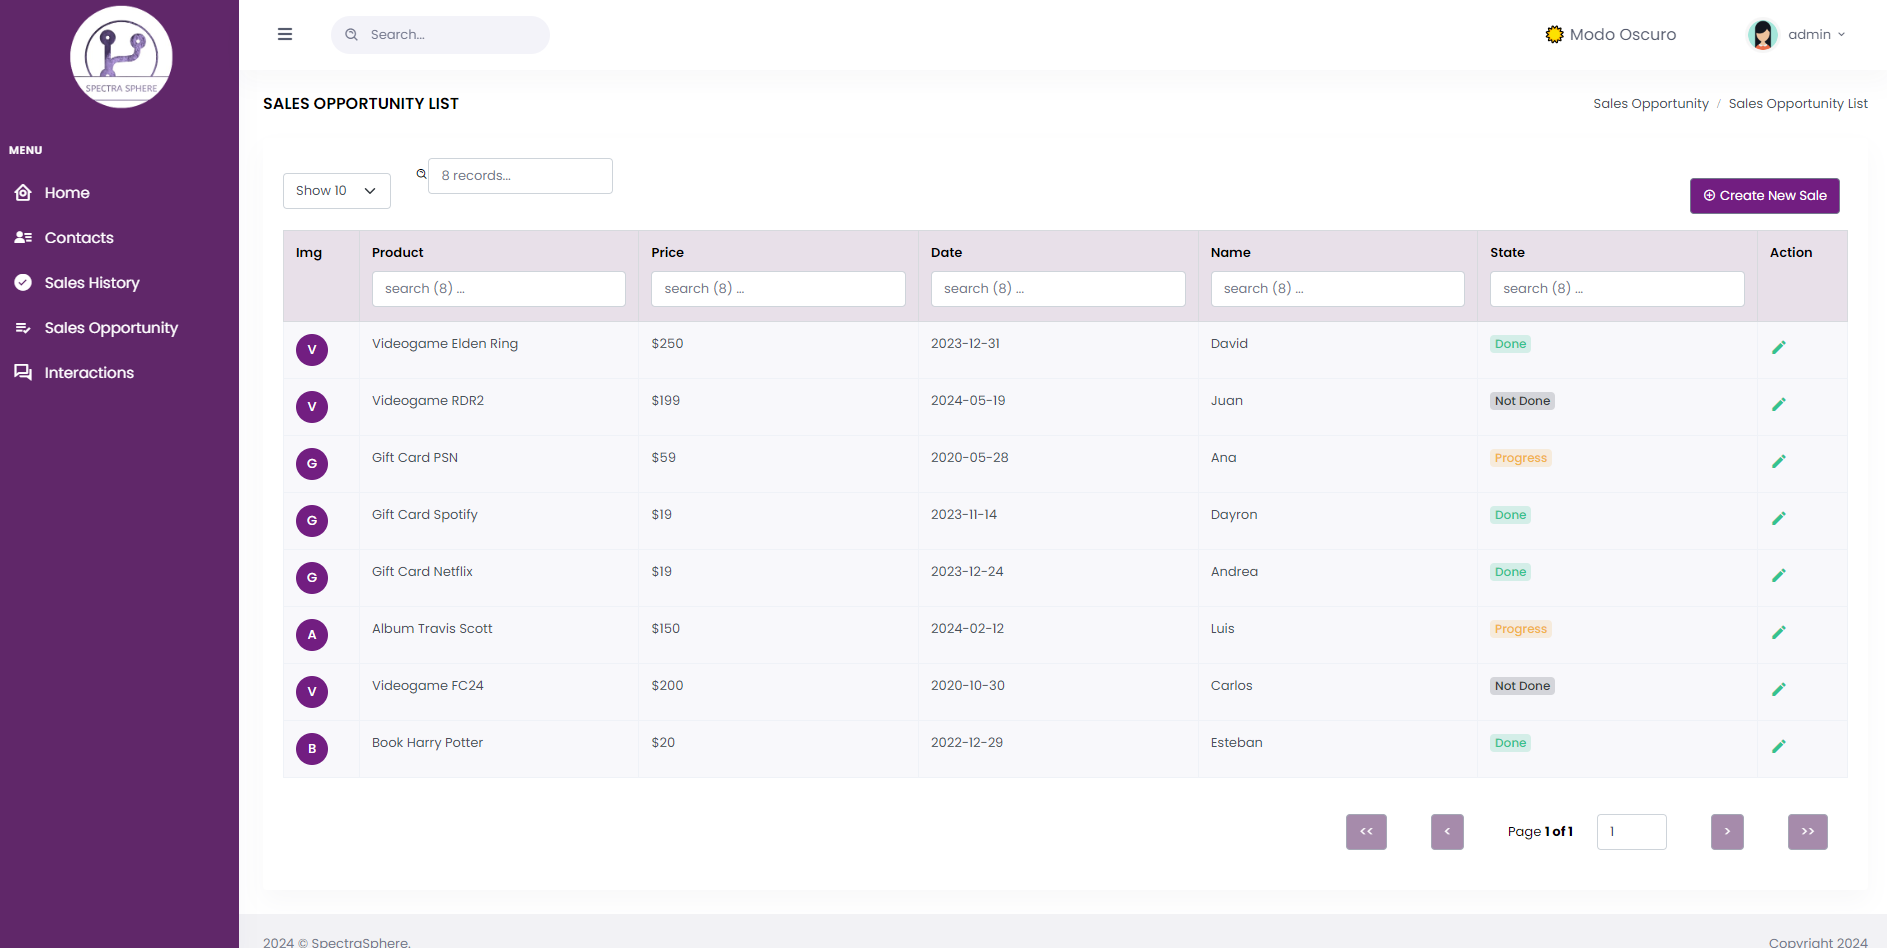 SPECTRA SPHERE
MENU
Home
Contacts
Sales History
Sales Opportunity
Interactions
Search...
Modo Oscuro
admin
SALES OPPORTUNITY LIST
Sales Opportunity / Sales Opportunity List
Show 10
8 records...
Create New Sale
Img Product Price Date Name State Action
search (8) ... search (8) ... search (8) ... search (8) ... search (8) ...
V Videogame Elden Ring $250 2023-12-31 David Done
V Videogame RDR2 $199 2024-05-19 Juan Not Done
G Gift Card PSN $59 2020-05-28 Ana Progress
G Gift Card Spotify $19 2023-11-14 Dayron Done
G Gift Card Netflix $19 2023-12-24 Andrea Done
A Album Travis Scott $150 2024-02-12 Luis Progress
V Videogame FC24 $200 2020-10-30 Carlos Not Done
B Book Harry Potter $20 2022-12-29 Esteban Done
<< < Page 1 of 1 1 > >>
2024 © SpectraSphere. Copyright 2024